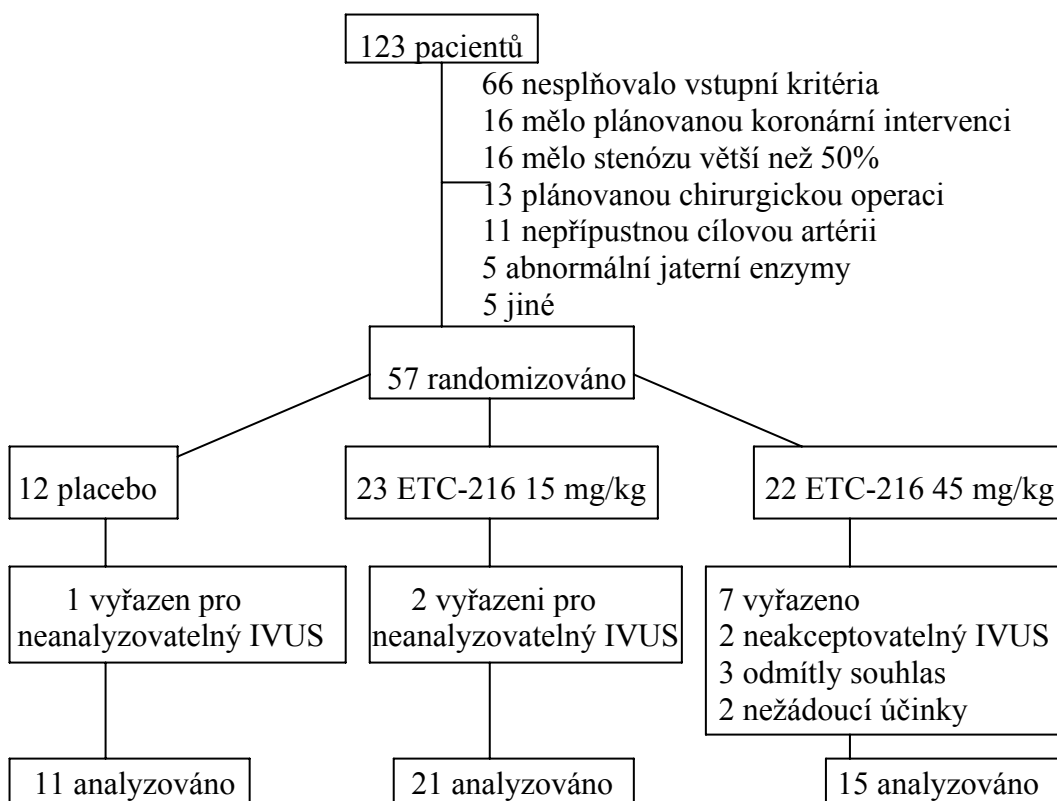 123 pacientů
66 nesplňovalo vstupní kritéria
16 mělo plánovanou koronární intervenci
16 mělo stenózu větší než 50%
13 plánovanou chirurgickou operaci
11 nepřípustnou cílovou artérii
5 abnormální jaterní enzymy
5 jiné
57 randomizováno
12 placebo
23 ETC-216 15 mg/kg
22 ETC-216 45 mg/kg
1 vyřazen pro
neanalyzovatelný IVUS
2 vyřazeni pro
neanalyzovatelný IVUS
7 vyřazeno
2 neakceptovatelný IVUS
3 odmítly souhlas
2 nežádoucí účinky
11 analyzováno
21 analyzováno
15 analyzováno